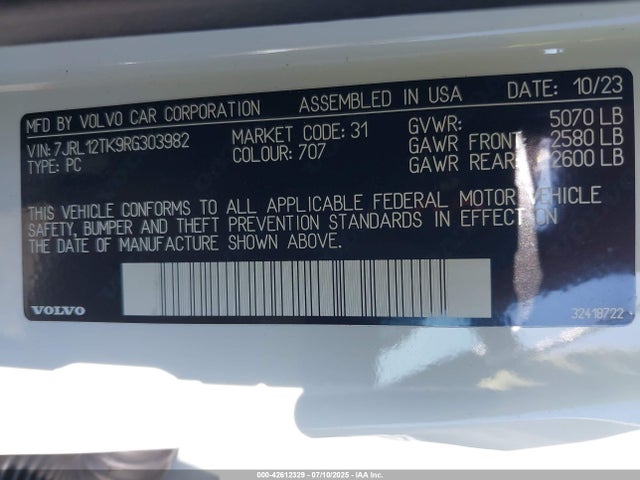 MFD BY VOLVO CAR CORPORATION ASSEMBLED IN USA DATE: 10/23
VIN: 7JRL12TK9RG303982 MARKET CODE: 31 GVWR: 5070 LB
TYPE: PC COLOUR: 707 GAWR FRONT: 2580 LB
GAWR REAR: 2600 LB
THIS VEHICLE CONFORMS TO ALL APPLICABLE FEDERAL MOTOR VEHICLE
SAFETY, BUMPER AND THEFT PREVENTION STANDARDS IN EFFECT ON
THE DATE OF MANUFACTURE SHOWN ABOVE.
VOLVO 32418722
000-42612329 - 07/10/2025 - IAA Inc.